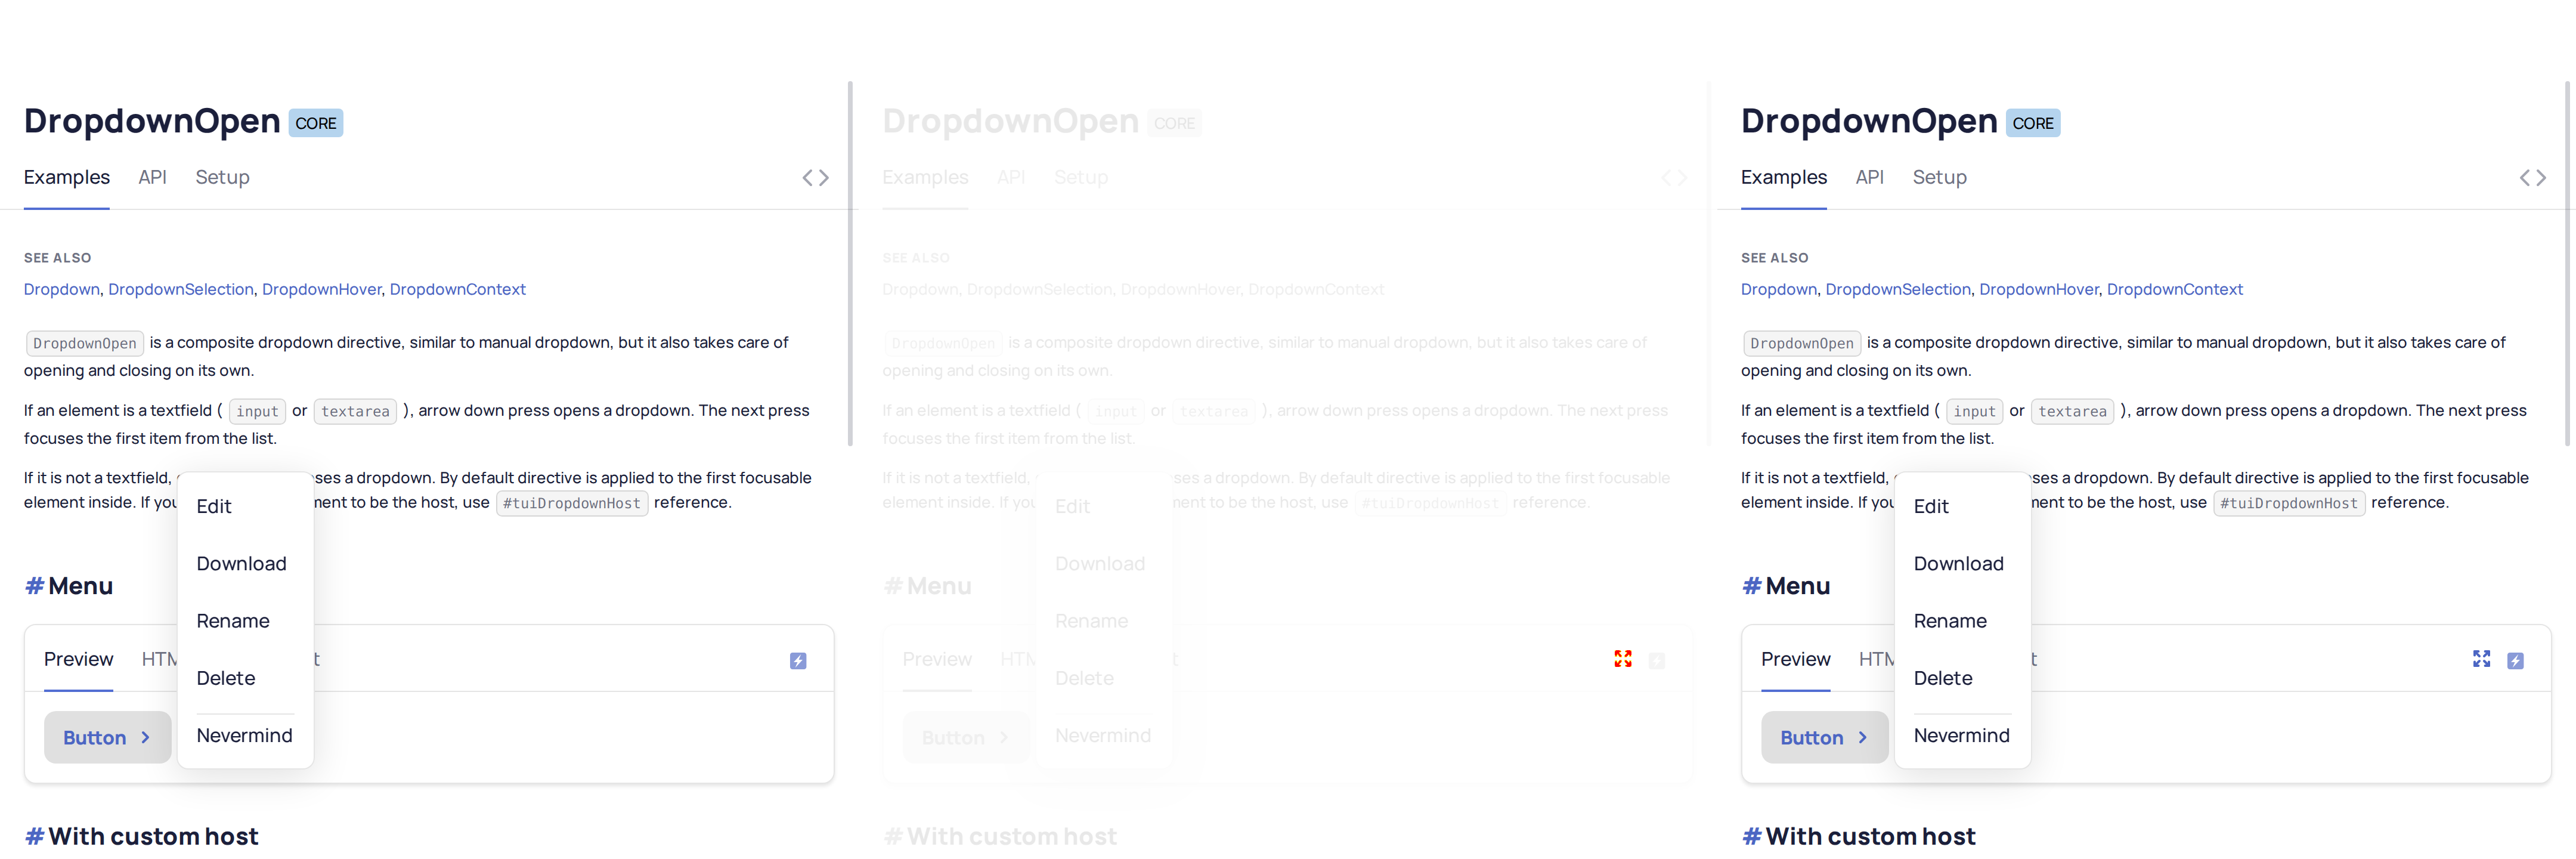 DropdownOpen CORE
Examples API Setup
SEE ALSO
Dropdown, DropdownSelection, DropdownHover, DropdownContext
DropdownOpen is a composite dropdown directive, similar to manual dropdown, but it also takes care of
opening and closing on its own.
If an element is a textfield ( input or textarea ), arrow down press opens a dropdown. The next press
focuses the first item from the list.
If it is not a textfield, ses a dropdown. By default directive is applied to the first focusable
element inside. If you ment to be the host, use #tuiDropdownHost reference.
Edit
Download
#Menu
Rename
Preview HTM t
Delete
Button
Nevermind
#With custom host
DropdownOpen CORE
Examples API Setup
SEE ALSO
Dropdown, DropdownSelection, DropdownHover, DropdownContext
DropdownOpen is a composite dropdown directive, similar to manual dropdown, but it also takes care of
opening and closing on its own.
If an element is a textfield ( input or textarea ), arrow down press opens a dropdown. The next press
focuses the first item from the list.
If it is not a textfield, ses a dropdown. By default directive is applied to the first focusable
element inside. If you ment to be the host, use #tuiDropdownHost reference.
Edit
Download
#Menu
Rename
Preview HTM t
Delete
Button
Nevermind
#With custom host
DropdownOpen CORE
Examples API Setup
SEE ALSO
Dropdown, DropdownSelection, DropdownHover, DropdownContext
DropdownOpen is a composite dropdown directive, similar to manual dropdown, but it also takes care of
opening and closing on its own.
If an element is a textfield ( input or textarea ), arrow down press opens a dropdown. The next press
focuses the first item from the list.
If it is not a textfield, ses a dropdown. By default directive is applied to the first focusable
element inside. If you ment to be the host, use #tuiDropdownHost reference.
Edit
Download
#Menu
Rename
Preview HTM t
Delete
Button
Nevermind
#With custom host